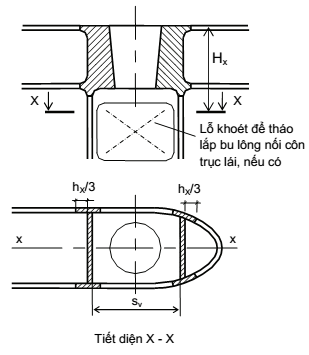 Hₓ
X
X
Lỗ khoét để tháo
lắp bu lông nối côn
trục lái, nếu có
hₓ/3
hₓ/3
x
x
sᵥ
Tiết diện X - X